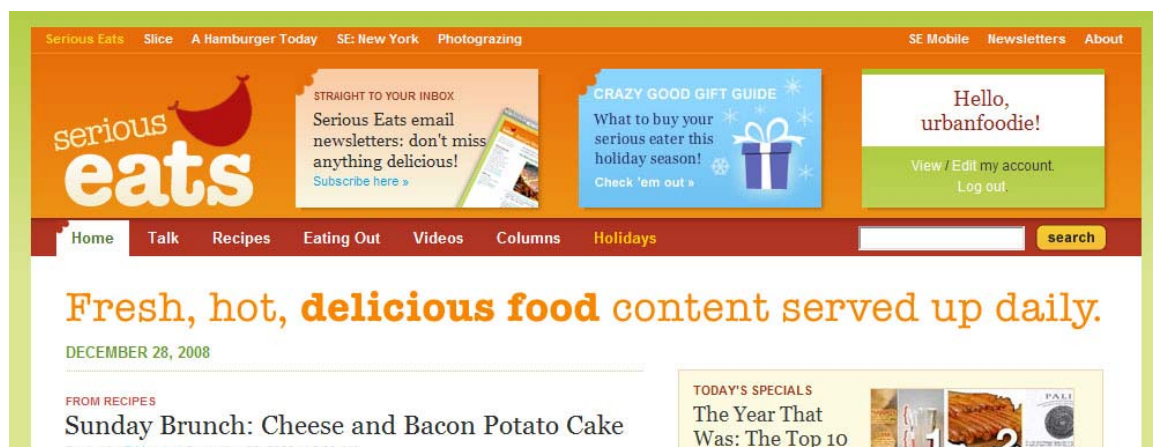 Serious Eats Slice A Hamburger Today SE: New York Photograzing SE Mobile Newsletters About
serious
eats
STRAIGHT TO YOUR INBOX
Serious Eats email
newsletters: don't miss
anything delicious!
Subscribe here »
CRAZY GOOD GIFT GUIDE
What to buy your
serious eater this
holiday season!
Check 'em out »
Hello,
urbanfoodie!
View / Edit my account.
Log out
Home Talk Recipes Eating Out Videos Columns Holidays search
Fresh, hot, delicious food content served up daily.
DECEMBER 28, 2008
FROM RECIPES
Sunday Brunch: Cheese and Bacon Potato Cake
TODAY'S SPECIALS
The Year That
Was: The Top 10
1 2
PALI